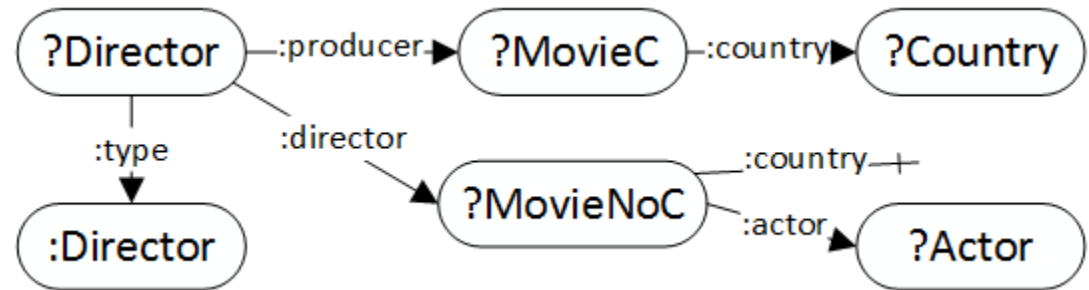 ?Director :producer ?MovieC :country ?Country
:director
:type
:country
?MovieNoC
:actor
:Director
?Actor